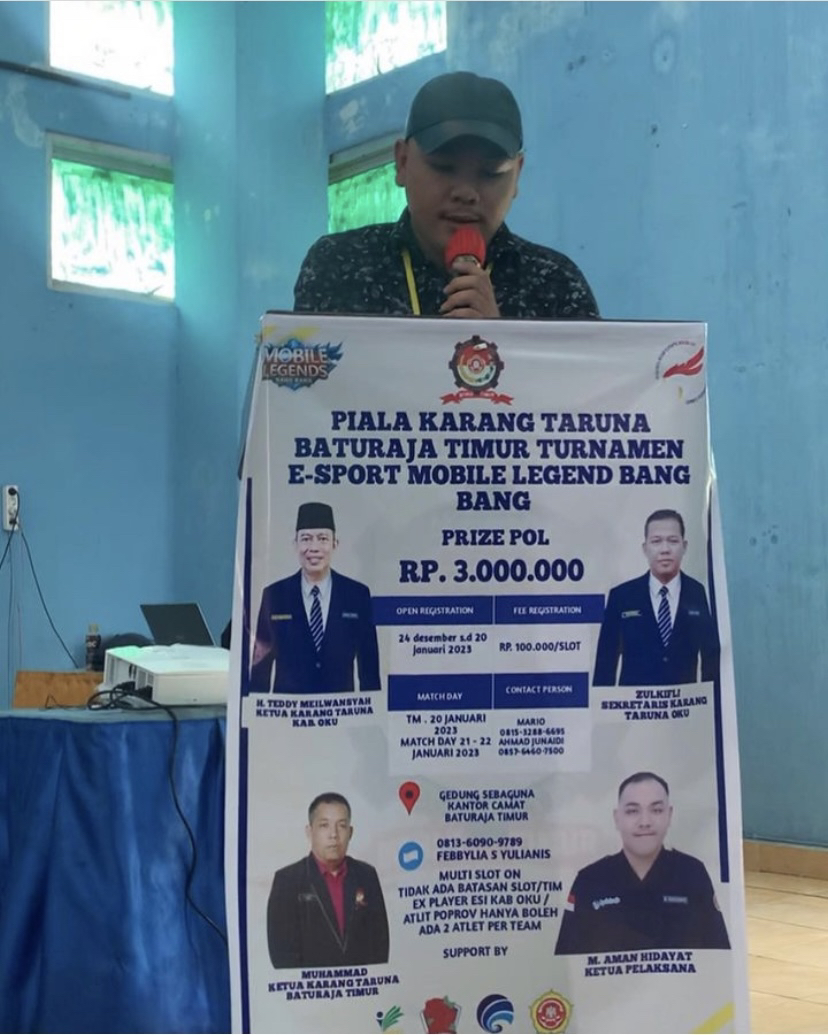 MOBILE
LEGENDS
BANG BANG
PIALA KARANG TARUNA
BATURAJA TIMUR TURNAMEN
E-SPORT MOBILE LEGEND BANG
BANG
PRIZE POL
RP. 3.000.000
OPEN REGISTRATION
FEE REGISTRATION
24 desember s.d 20
januari 2023
RP. 100.000/SLOT
H. TEDDY MEILWANSYAH
KETUA KARANG TARUNA
KAB. OKU
ZULKIFLI
SEKRETARIS KARANG
TARUNA OKU
MATCH DAY
CONTACT PERSON
TM . 20 JANUARI
2023
MATCH DAY 21 - 22
JANUARI 2023
MARIO
0815-3288-6695
AHMAD JUNAIDI
0857-6460-7500
GEDUNG SEBAGUNA
KANTOR CAMAT
BATURAJA TIMUR
0813-6090-9789
FEBBYLIA S YULIANIS
MULTI SLOT ON
TIDAK ADA BATASAN SLOT/TIM
EX PLAYER ESI KAB OKU /
ATLIT POPROV HANYA BOLEH
ADA 2 ATLET PER TEAM
SUPPORT BY
MUHAMMAD
KETUA KARANG TARUNA
BATURAJA TIMUR
M. AMAN HIDAYAT
KETUA PELAKSANA